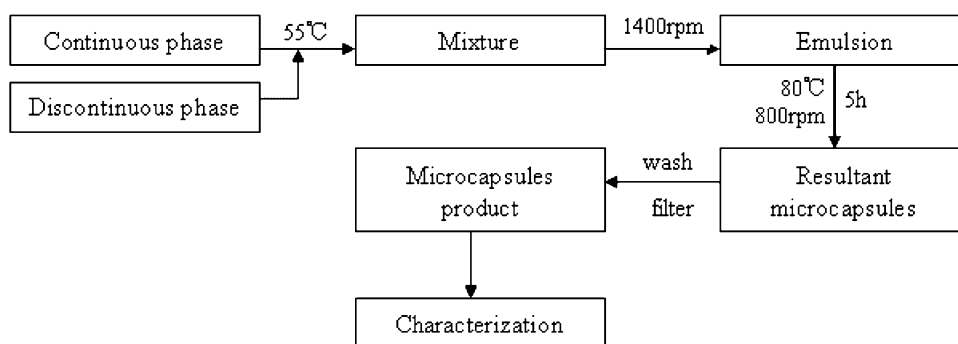 Continuous phase
55℃
Mixture
1400rpm
Emulsion
Discontinuous phase
80℃
800rpm
5h
Microcapsules
product
wash
filter
Resultant
microcapsules
Characterization